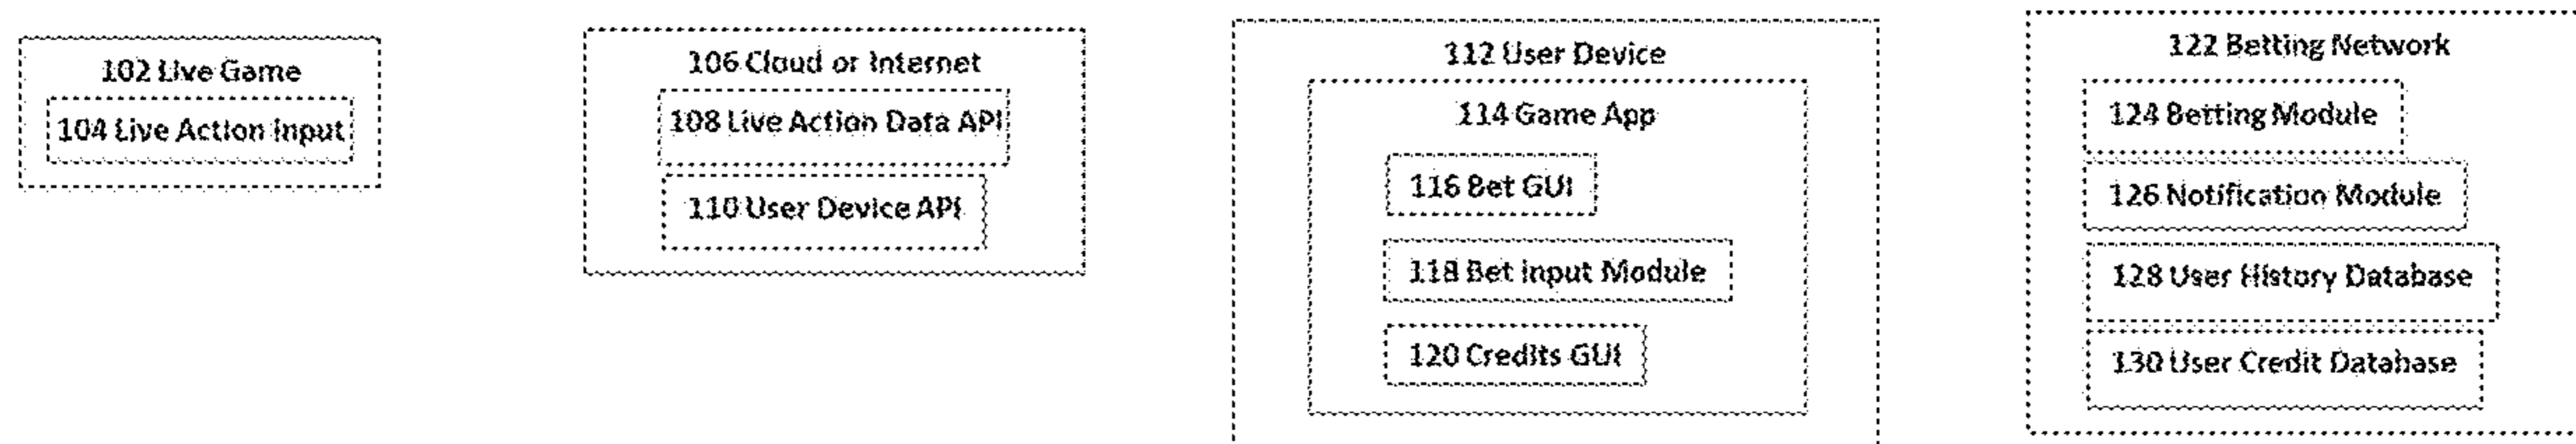 102 Live Game
104 Live Action Input
106 Cloud or Internet
108 Live Action Data API
110 User Device API
112 User Device
114 Game App
116 Bet GUI
118 Bet Input Module
120 Credits GUI
122 Betting Network
124 Betting Module
126 Notification Module
128 User History Database
130 User Credit Database